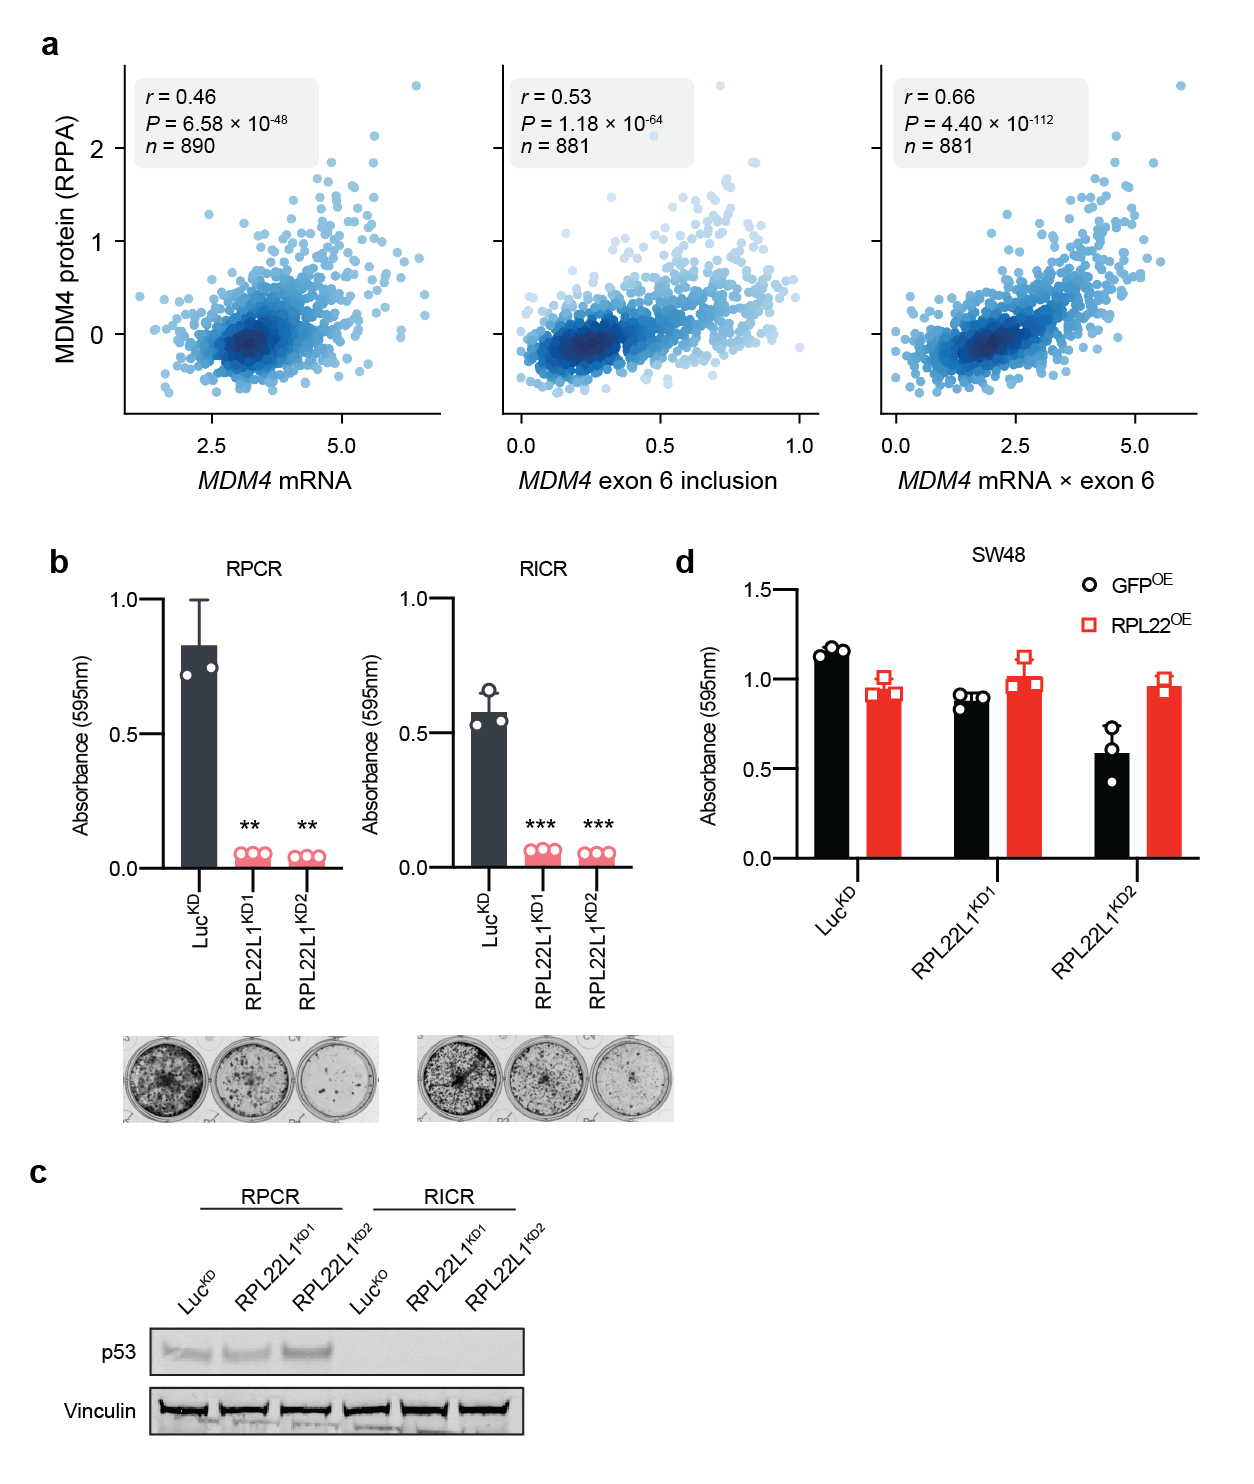 a
r = 0.46
P = 6.58 × 10-48
n = 890
r = 0.53
P = 1.18 × 10-64
n = 881
r = 0.66
P = 4.40 × 10-112
n = 881
MDM4 protein (RPPA)
2
1
0
2.5 5.0
0.0 0.5 1.0
0.0 2.5 5.0
MDM4 mRNA
MDM4 exon 6 inclusion
MDM4 mRNA × exon 6
b
RPCR
Absorbance (595nm)
1.0
0.5
0.0
** **
LucKD
RPL22L1KD1
RPL22L1KD2
RICR
Absorbance (595nm)
1.0
0.5
0.0
*** ***
LucKD
RPL22L1KD1
RPL22L1KD2
d
SW48
GFPOE
RPL22OE
Absorbance (595nm)
1.5
1.0
0.5
0.0
LucKD
RPL22L1KD1
RPL22L1KD2
c
RPCR RICR
LucKD
RPL22L1KD1
RPL22L1KD2
LucKO
RPL22L1KD1
RPL22L1KD2
p53
Vinculin